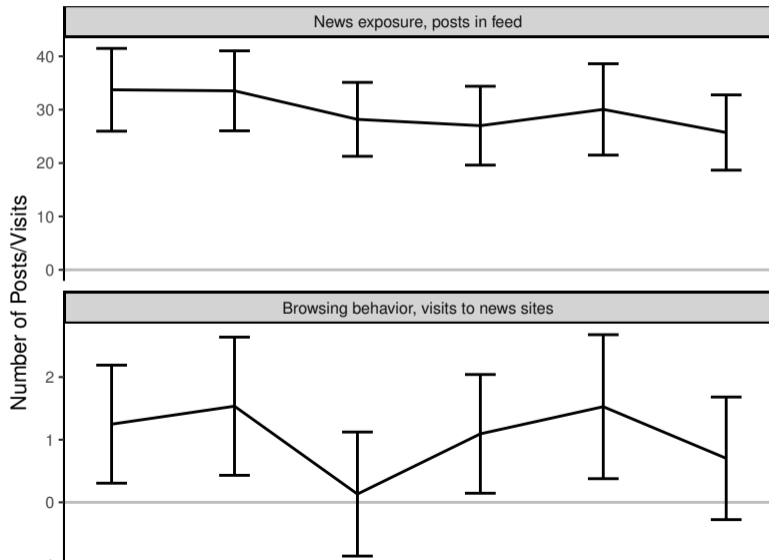 News exposure, posts in feed
40
30
20
10
0
Number of Posts/Visits
Browsing behavior, visits to news sites
2
1
0